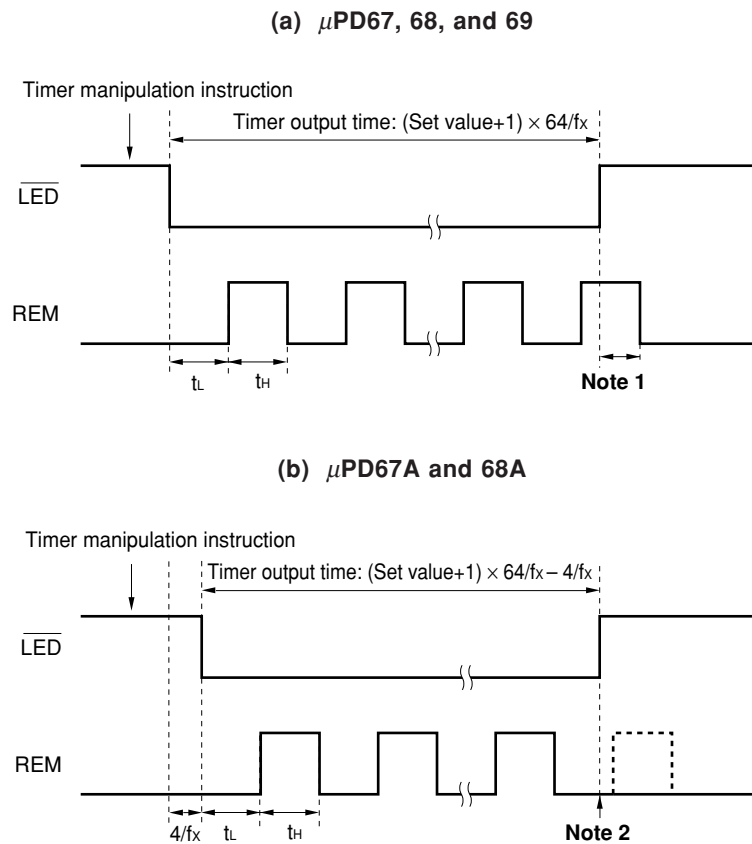 (a) μPD67, 68, and 69
Timer manipulation instruction
Timer output time: (Set value+1) × 64/fX
LED
REM
tL tH Note 1
(b) μPD67A and 68A
Timer manipulation instruction
Timer output time: (Set value+1) × 64/fX – 4/fX
LED
REM
4/fX tL tH Note 2